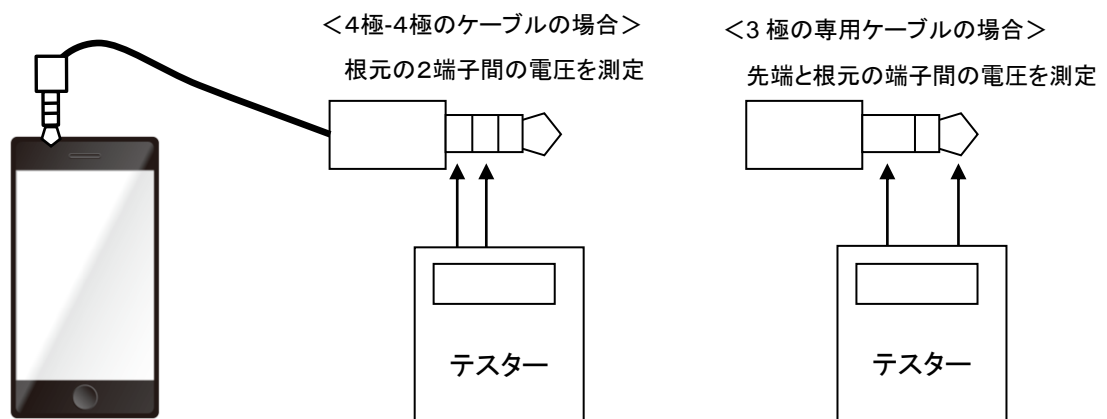 <4極-4極のケーブルの場合>
根元の2端子間の電圧を測定
<3 極の専用ケーブルの場合>
先端と根元の端子間の電圧を測定
テスター
テスター